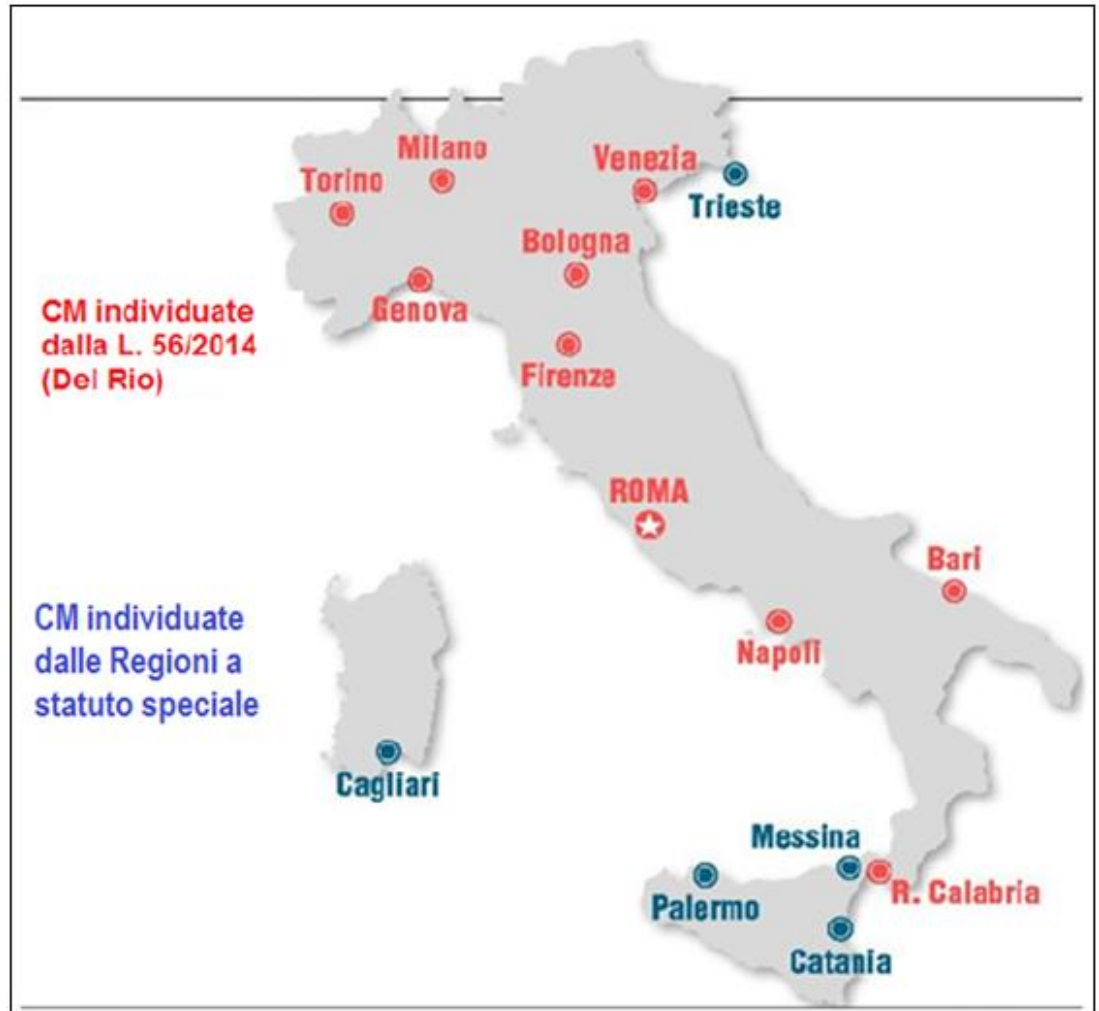 Milano
Venezia
Torino
Trieste
Bologna
Genova
CM individuate
dalla L. 56/2014
(Del Rio)
Firenze
ROMA
Bari
CM individuate
dalle Regioni a
statuto speciale
Napoli
Cagliari
Messina
R. Calabria
Palermo
Catania